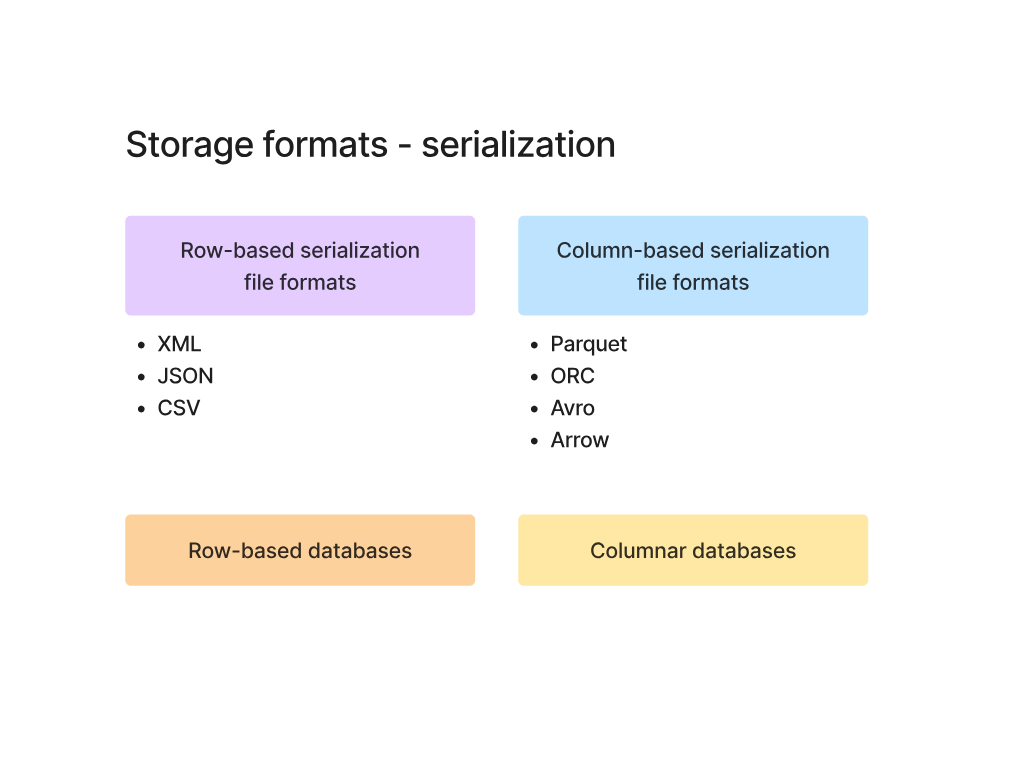 Storage formats - serialization
Row-based serialization
file formats
• XML
• JSON
• CSV
Column-based serialization
file formats
• Parquet
• ORC
• Avro
• Arrow
Row-based databases
Columnar databases